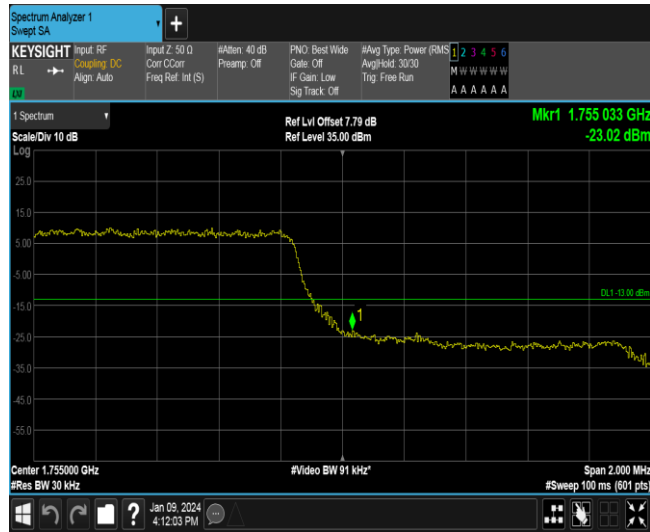 Spectrum Analyzer 1
Swept SA
KEYSIGHT Input: RF Input Z: 50 Ω #Atten: 40 dB PNO: Best Wide #Avg Type: Power (RMS 1 2 3 4 5 6
RL Coupling: DC Corr CCorr Preamp: Off Gate: Off Avg|Hold: 30/30 M W W W W W
Align: Auto Freq Ref: Int (S) IF Gain: Low Trig: Free Run
LXI Sig Track: Off A A A A A A
1 Spectrum Ref Lvl Offset 7.79 dB Mkr1 1.755 033 GHz
Scale/Div 10 dB Ref Level 35.00 dBm -23.02 dBm
Log
25.0
15.0
5.00
-5.00
DL1 -13.00 dBm
-15.0
1
-25.0
-35.0
-45.0
-55.0
Center 1.755000 GHz #Video BW 91 kHz* Span 2.000 MHz
#Res BW 30 kHz #Sweep 100 ms (601 pts)
? Jan 09, 2024
4:12:03 PM